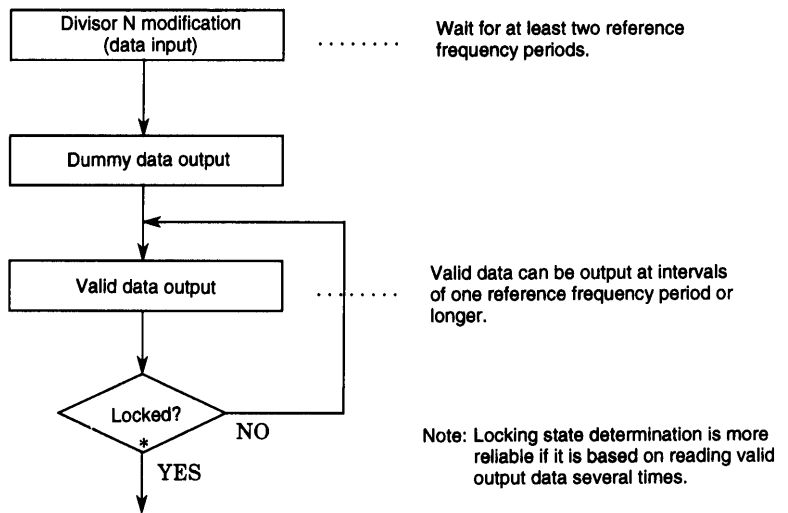 Divisor N modification
(data input)
........
Wait for at least two reference
frequency periods.
Dummy data output
Valid data output
........
Valid data can be output at intervals
of one reference frequency period or
longer.
Locked?
*
NO
YES
Note: Locking state determination is more
reliable if it is based on reading valid
output data several times.